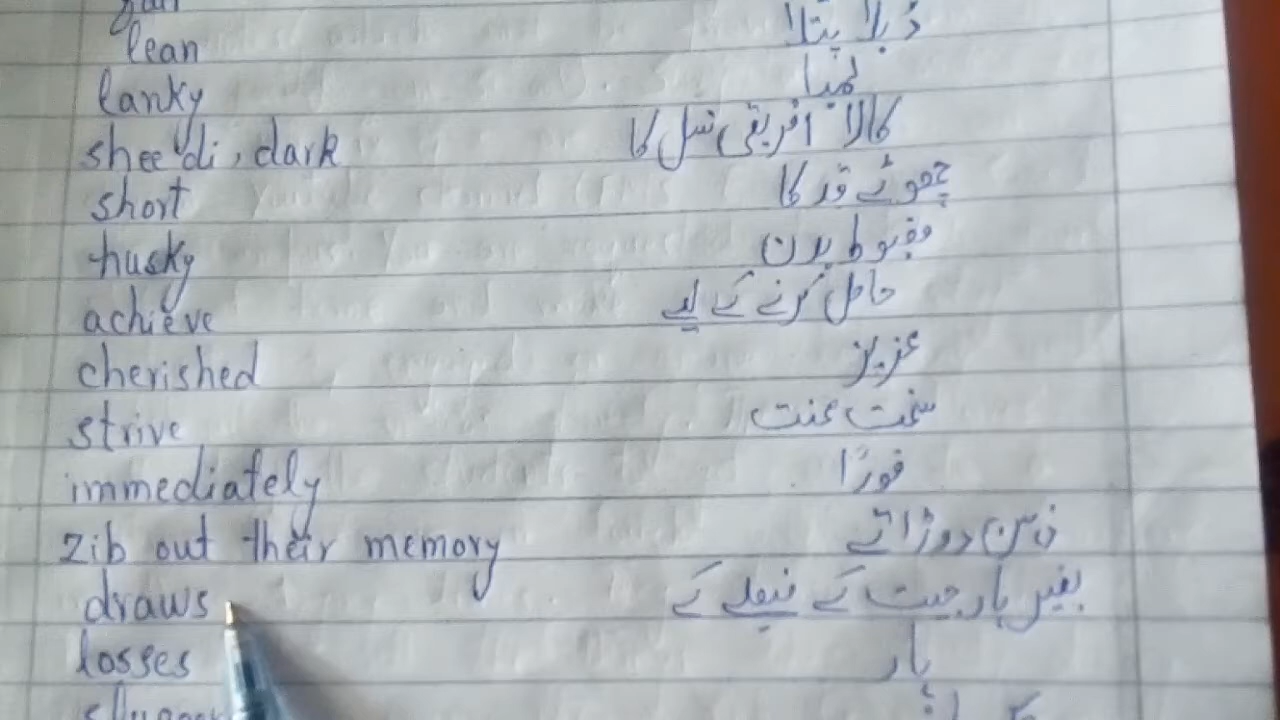 lean دُبلا پتلا
lanky لمبا
sheedi, dark کالا افریقی نسل کا
short چھوٹے قد کا
husky مضبوط بدن
achieve حاصل کرنے کے لیے
cherished عزیز
strive سخت محنت
immediately فوراً
zib out their memory ذہن دوڑاتے
draws بغیر ہار جیت کے فیصلے کے
losses ہار